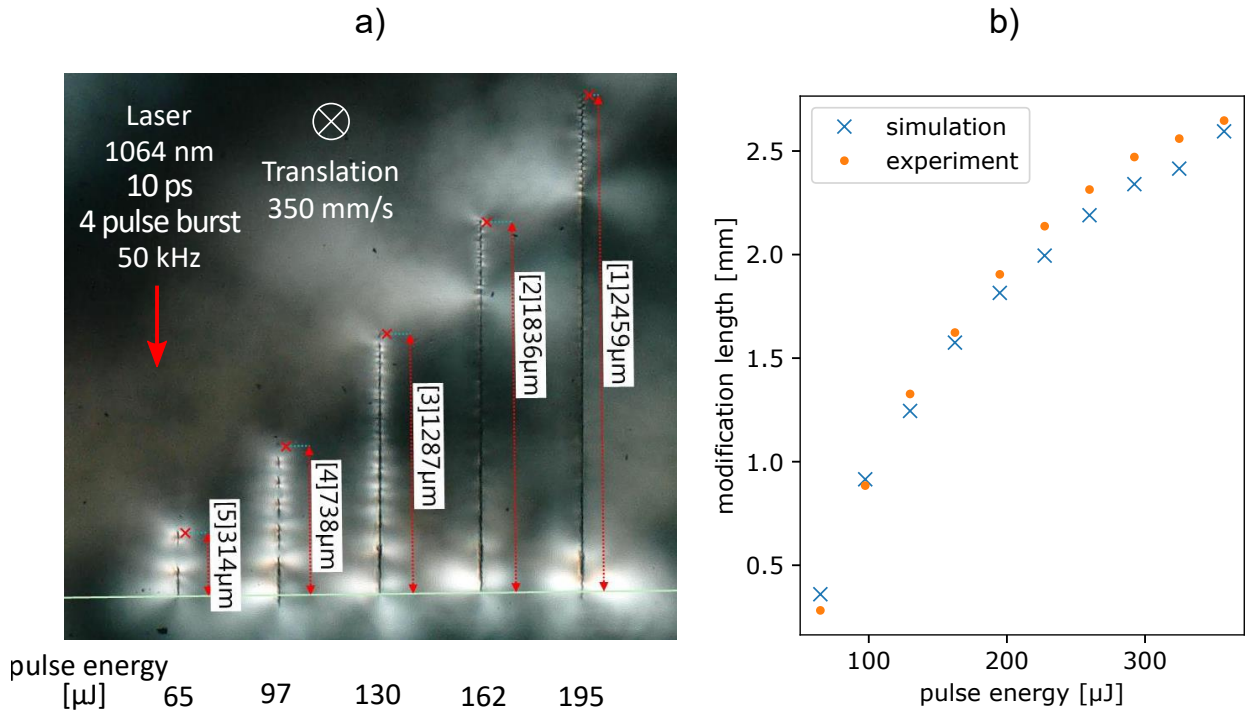 a)
b)
Laser
1064 nm
10 ps
4 pulse burst
50 kHz
Translation
350 mm/s
[5]314µm
[4]738µm
[3]1287µm
[2]1836µm
[1]2459µm
pulse energy
[µJ] 65 97 130 162 195
simulation
experiment
modification length [mm]
2.5
2.0
1.5
1.0
0.5
100 200 300
pulse energy [µJ]